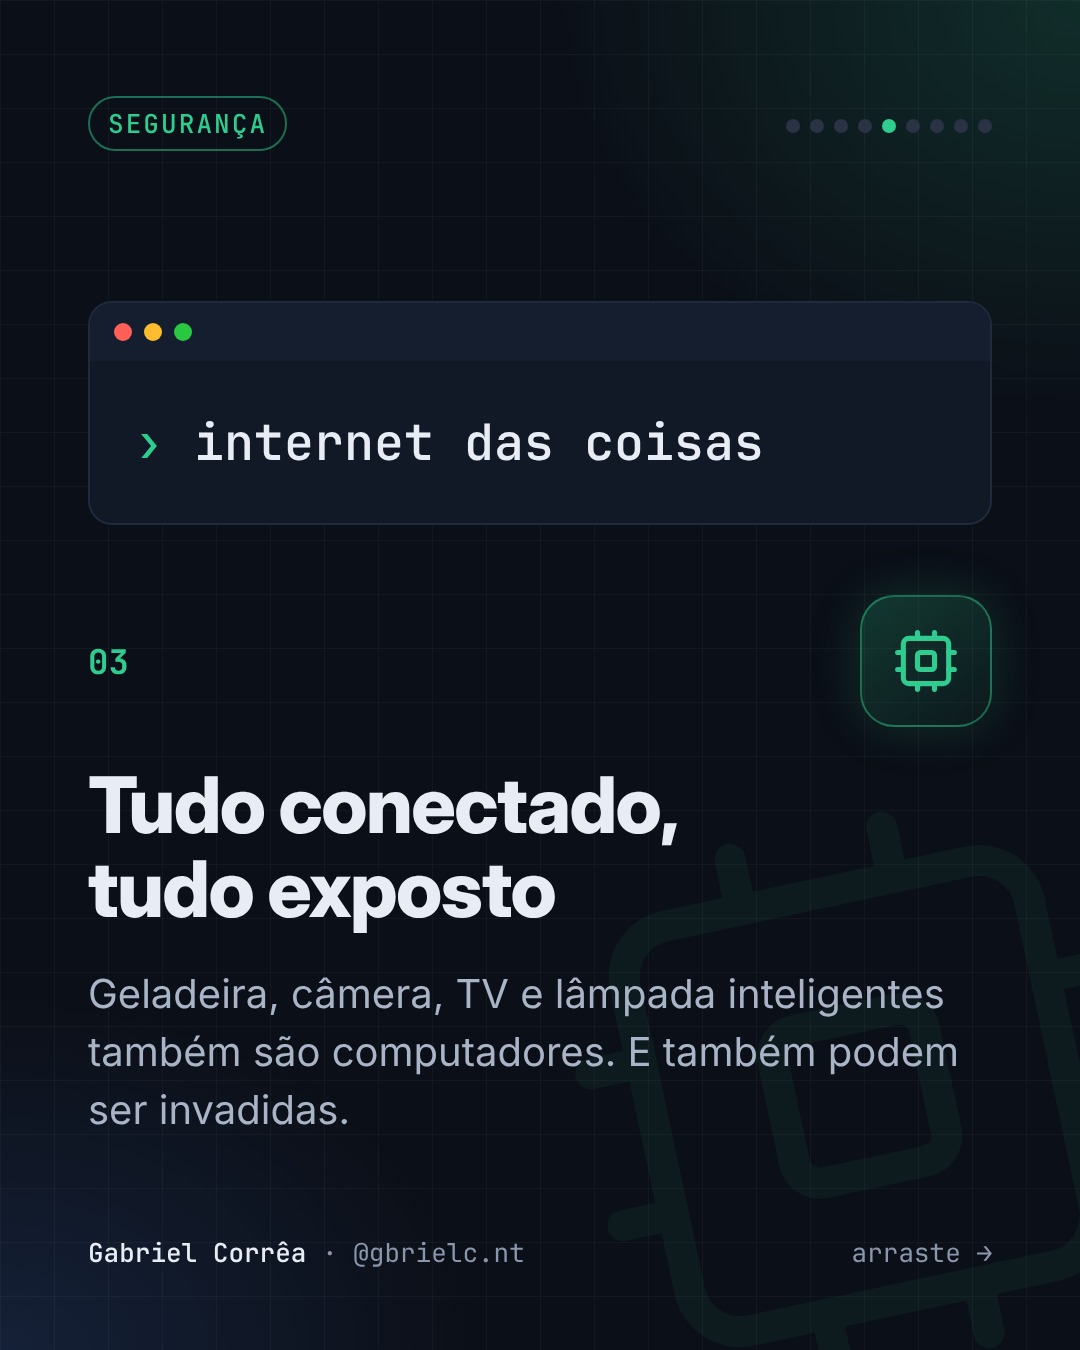 SEGURANÇA
› internet das coisas
03
Tudo conectado,
tudo exposto
Geladeira, câmera, TV e lâmpada inteligentes
também são computadores. E também podem
ser invadidas.
Gabriel Corrêa · @gbrielc.nt
arraste →